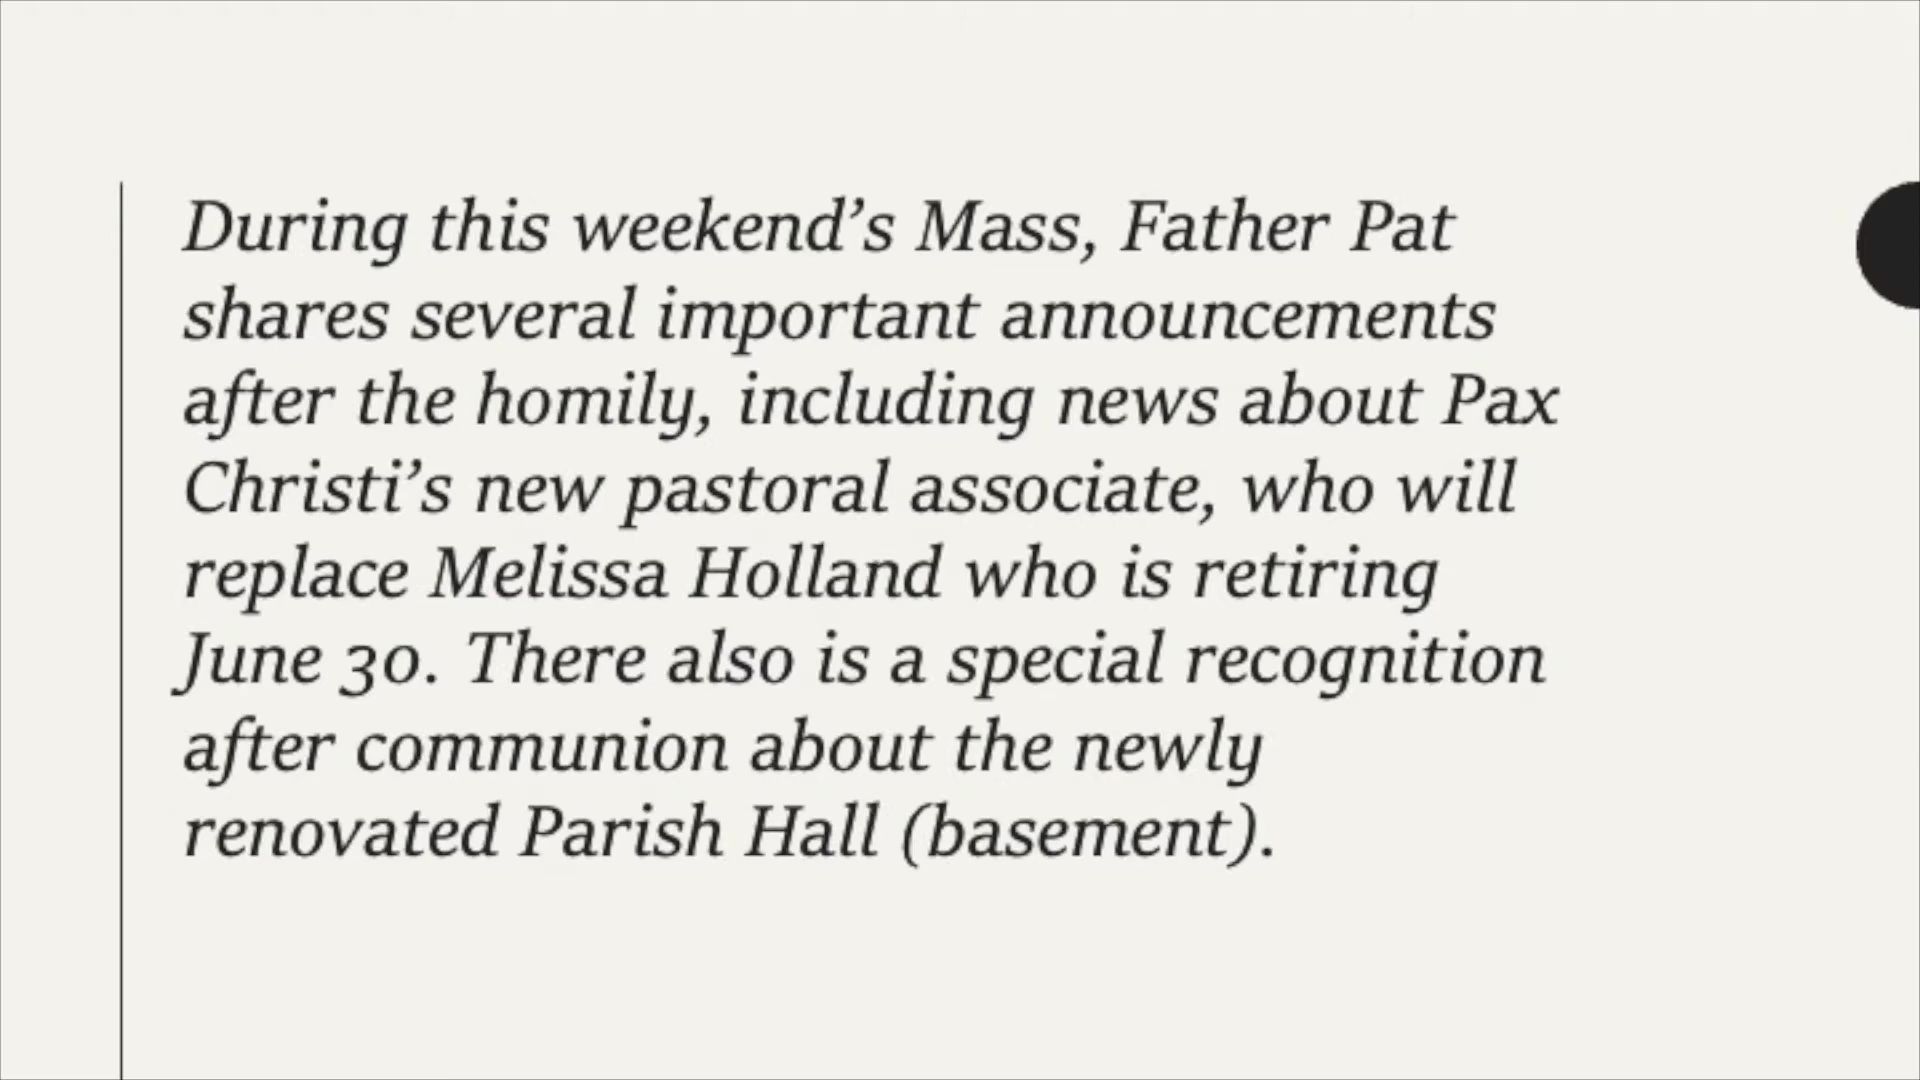 During this weekend’s Mass, Father Pat
shares several important announcements
after the homily, including news about Pax
Christi’s new pastoral associate, who will
replace Melissa Holland who is retiring
June 30. There also is a special recognition
after communion about the newly
renovated Parish Hall (basement).